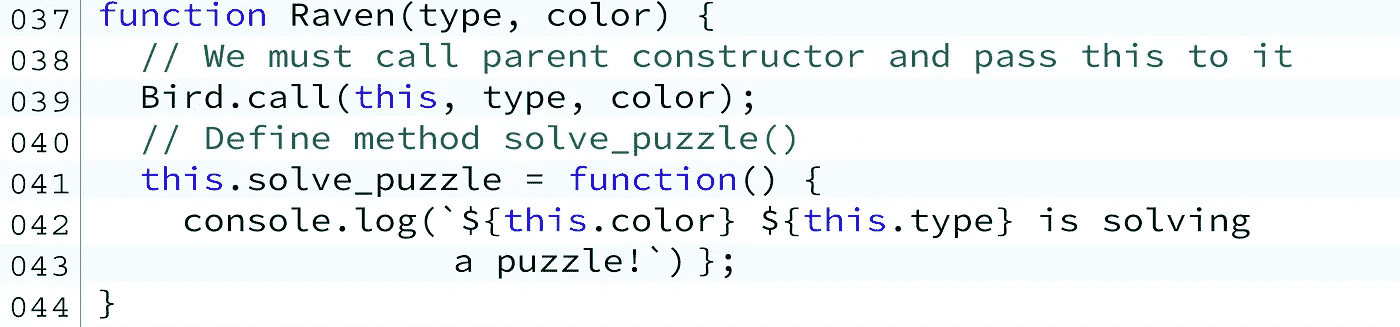 037 function Raven(type, color) {
038   // We must call parent constructor and pass this to it
039   Bird.call(this, type, color);
040   // Define method solve_puzzle()
041   this.solve_puzzle = function() {
042     console.log(`${this.color} ${this.type} is solving
043                  a puzzle!`) };
044 }